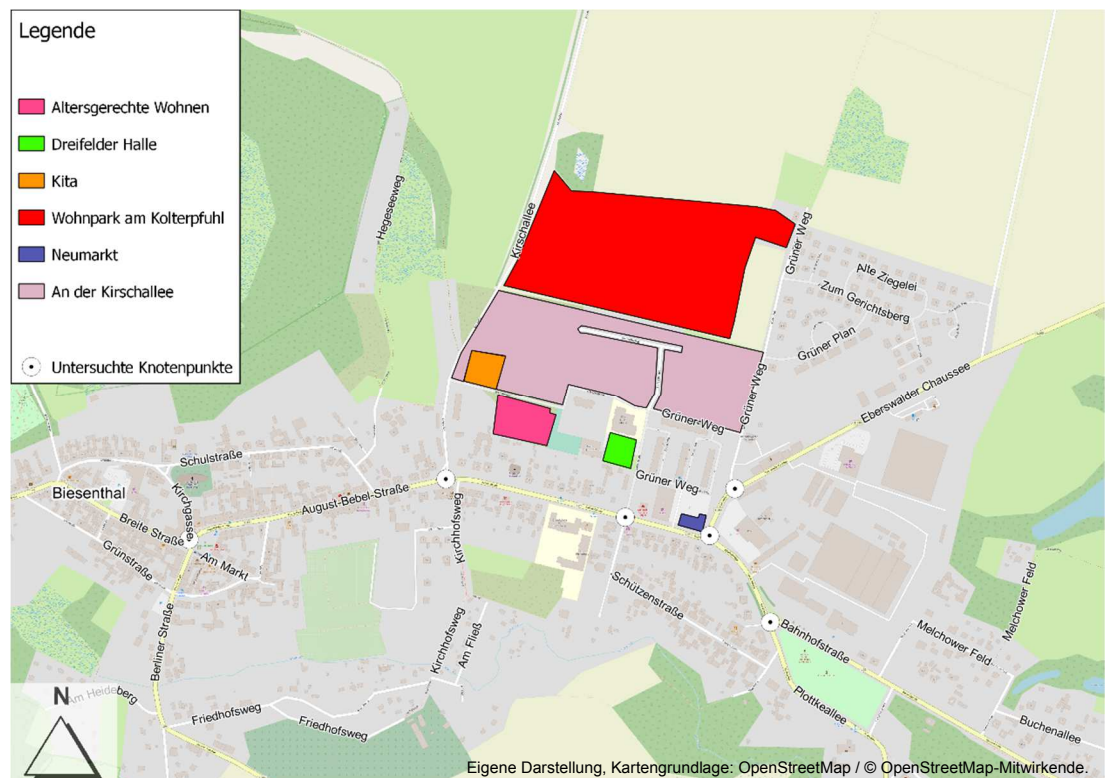 Legende
Altersgerechte Wohnen
Dreifelder Halle
Kita
Wohnpark am Kolterpfuhl
Neumarkt
An der Kirschallee
Untersuchte Knotenpunkte
Hegeseeweg
Kirschallee
Grüner Weg
Alte Ziegelei
Zum Gerichtsberg
Grüner Plan
Eberswalder Chaussee
Grüner Weg
Grüner Weg
Grüner Weg
Schulstraße
Biesenthal
Kirchgasse
August-Bebel-Straße
Breite Straße
Am Markt
Grünstraße
Kirchhofsweg
Schützenstraße
Berliner Straße
Kirchhofsweg
Am Fließ
Melchower Feld
Melchower Feld
Bahnhofstraße
Plottkeallee
Buchenallee
N
Am Heideberg
Friedhofsweg
Friedhofsweg
Eigene Darstellung, Kartengrundlage: OpenStreetMap / © OpenStreetMap-Mitwirkende.